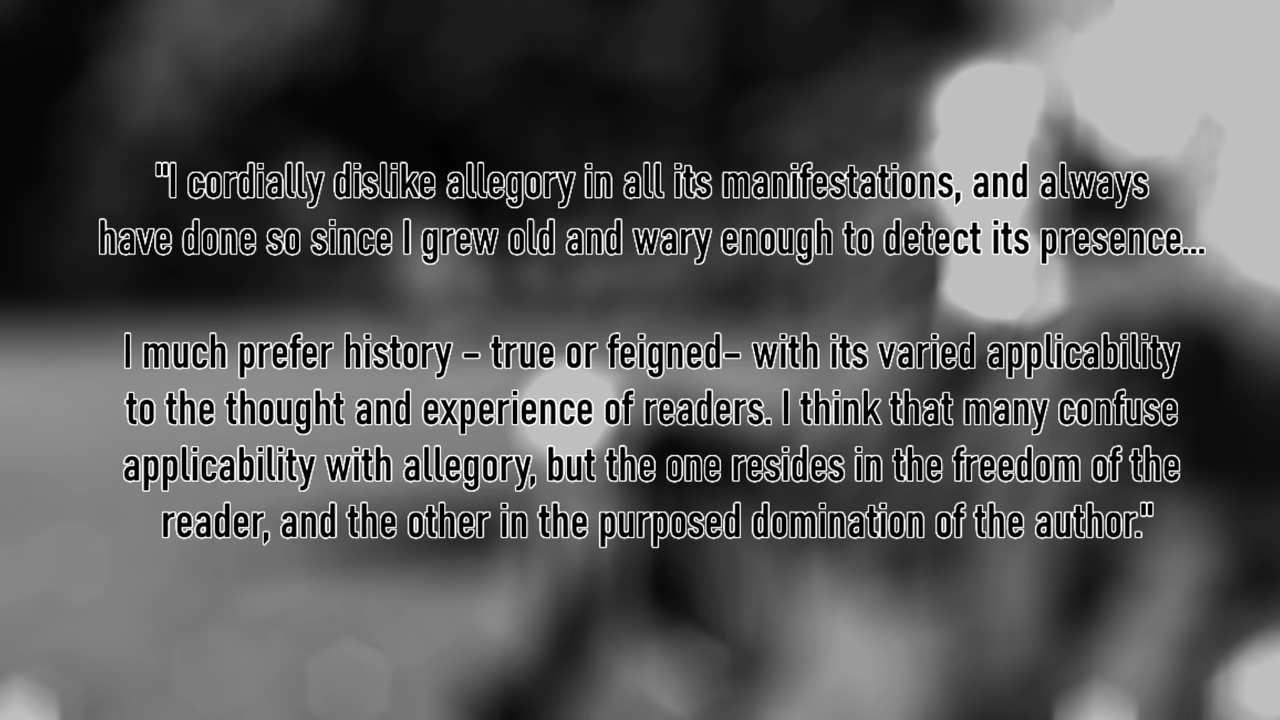 "I cordially dislike allegory in all its manifestations, and always
have done so since I grew old and wary enough to detect its presence...
I much prefer history – true or feigned– with its varied applicability
to the thought and experience of readers. I think that many confuse
applicability with allegory, but the one resides in the freedom of the
reader, and the other in the purposed domination of the author."